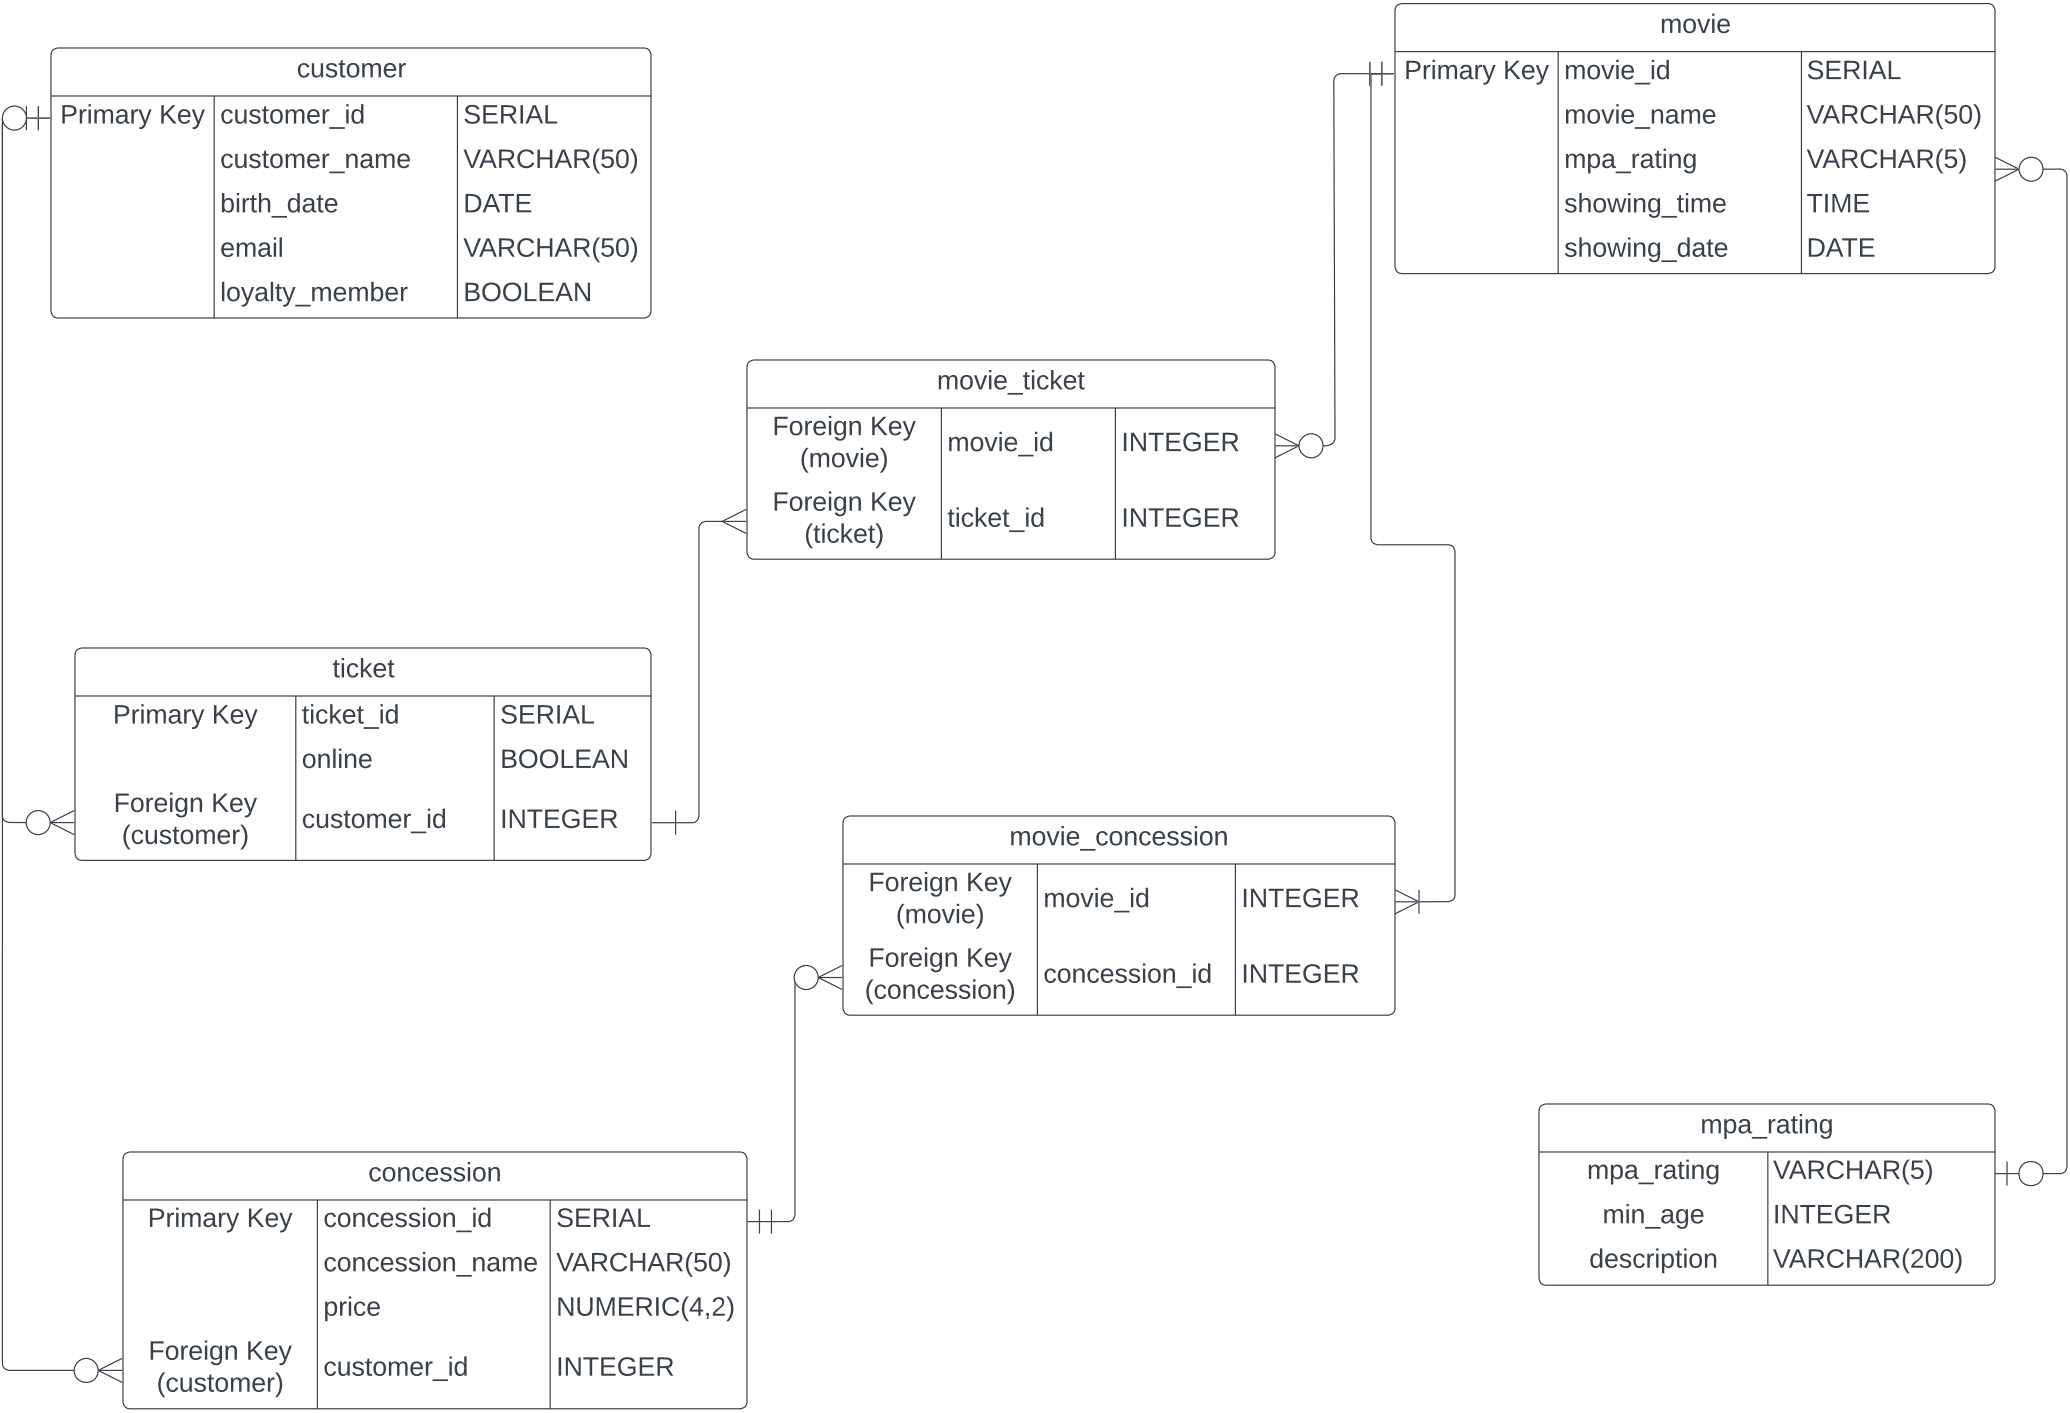 customer
Primary Key customer_id SERIAL
customer_name VARCHAR(50)
birth_date DATE
email VARCHAR(50)
loyalty_member BOOLEAN
movie
Primary Key movie_id SERIAL
movie_name VARCHAR(50)
mpa_rating VARCHAR(5)
showing_time TIME
showing_date DATE
movie_ticket
Foreign Key
(movie) movie_id INTEGER
Foreign Key
(ticket) ticket_id INTEGER
ticket
Primary Key ticket_id SERIAL
online BOOLEAN
Foreign Key
(customer) customer_id INTEGER
movie_concession
Foreign Key
(movie) movie_id INTEGER
Foreign Key
(concession) concession_id INTEGER
concession
Primary Key concession_id SERIAL
concession_name VARCHAR(50)
price NUMERIC(4,2)
Foreign Key
(customer) customer_id INTEGER
mpa_rating
mpa_rating VARCHAR(5)
min_age INTEGER
description VARCHAR(200)